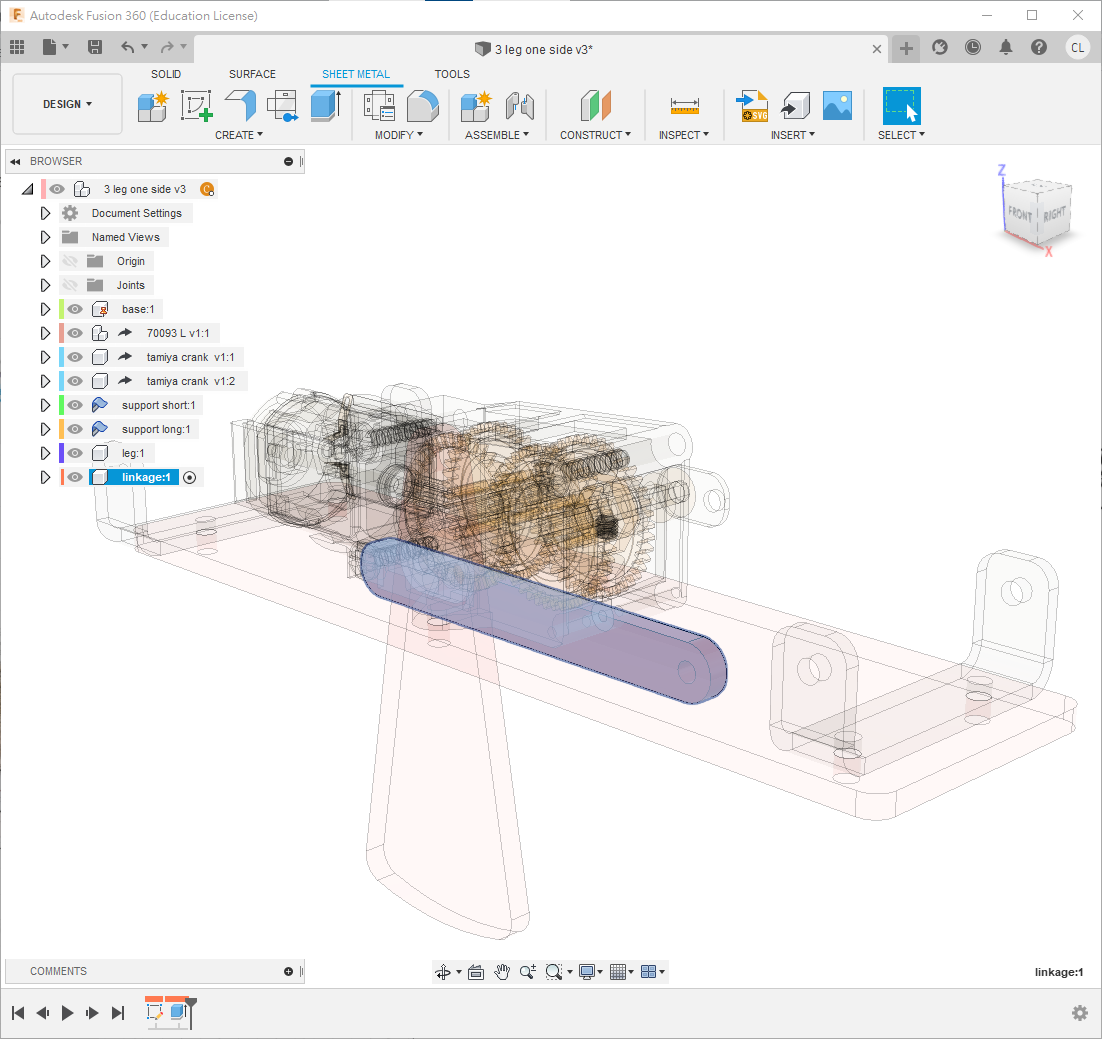 Autodesk Fusion 360 (Education License)
3 leg one side v3*
CL
SOLID SURFACE SHEET METAL TOOLS
DESIGN
SVG
CREATE MODIFY ASSEMBLE CONSTRUCT INSPECT INSERT SELECT
BROWSER
3 leg one side v3
Document Settings
Named Views
Origin
Joints
base:1
70093 L v1:1
tamiya crank v1:1
tamiya crank v1:2
support short:1
support long:1
leg:1
linkage:1
Z
FRONT RIGHT
X
COMMENTS
linkage:1